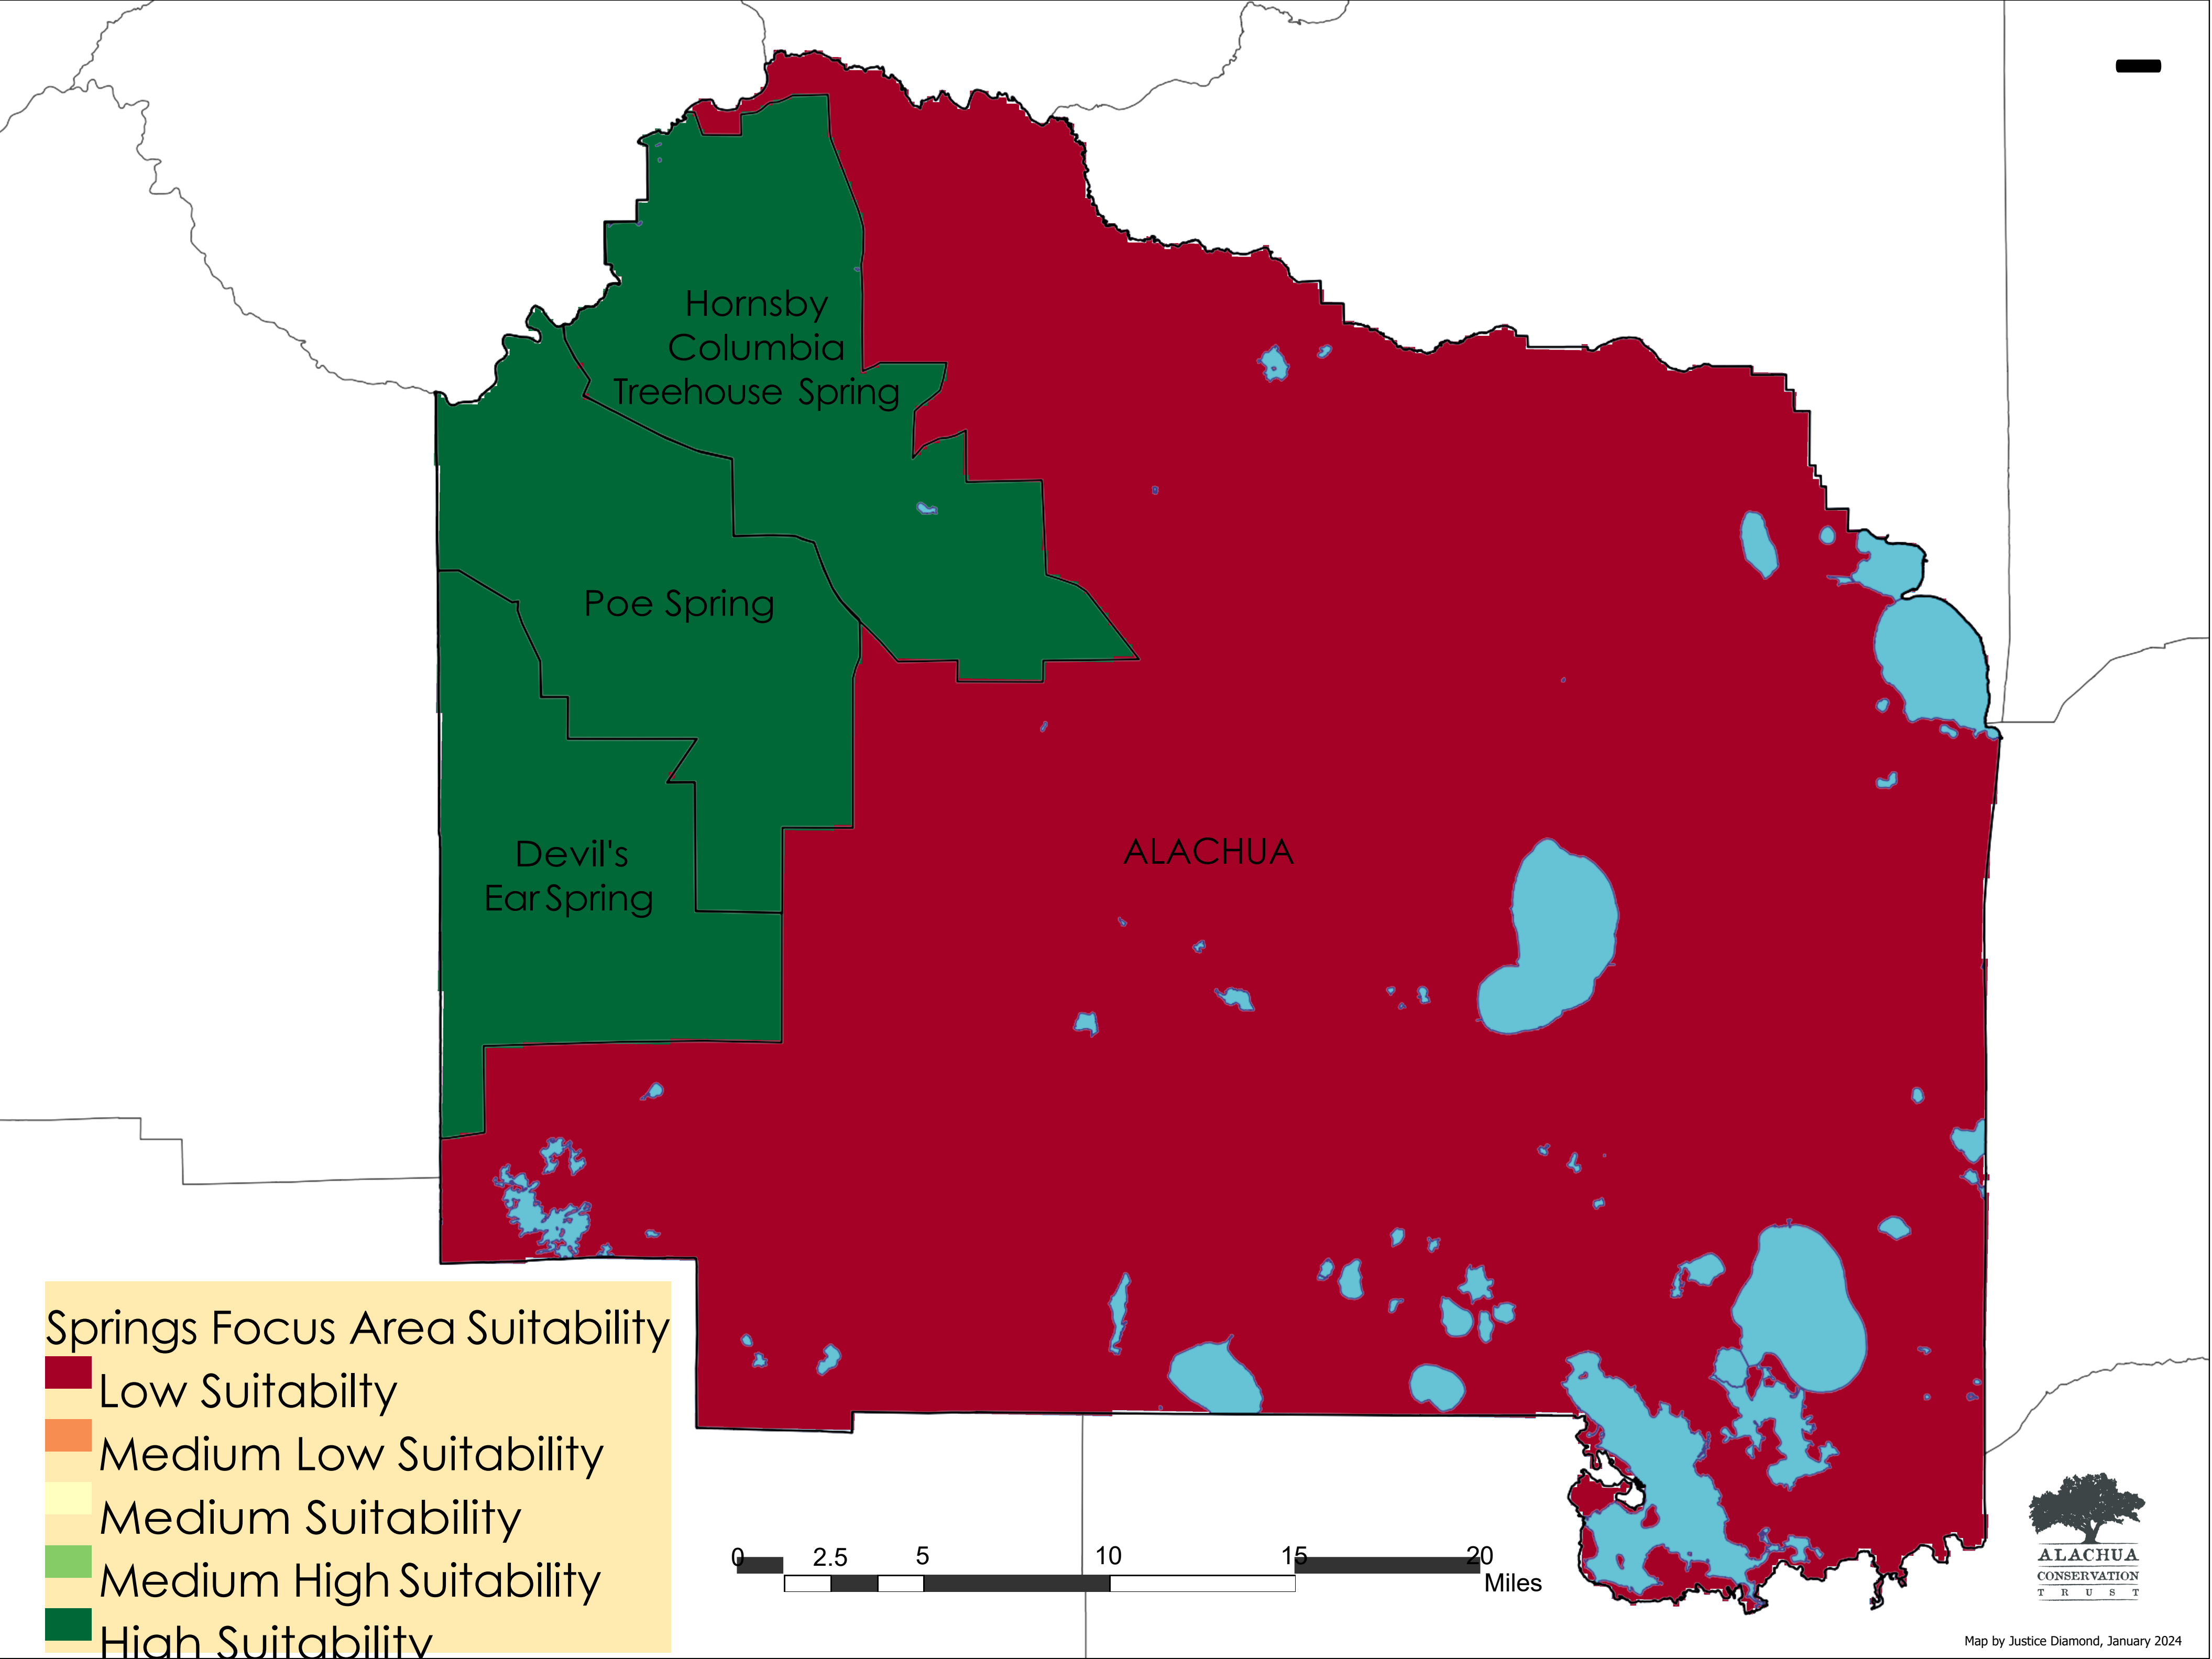 Hornsby
Columbia
Treehouse Spring
Poe Spring
Devil's
Ear Spring
ALACHUA
Springs Focus Area Suitability
Low Suitabilty
Medium Low Suitability
Medium Suitability
Medium High Suitability
High Suitability
0 2.5 5 10 15 20
Miles
ALACHUA
CONSERVATION
TRUST
Map by Justice Diamond, January 2024